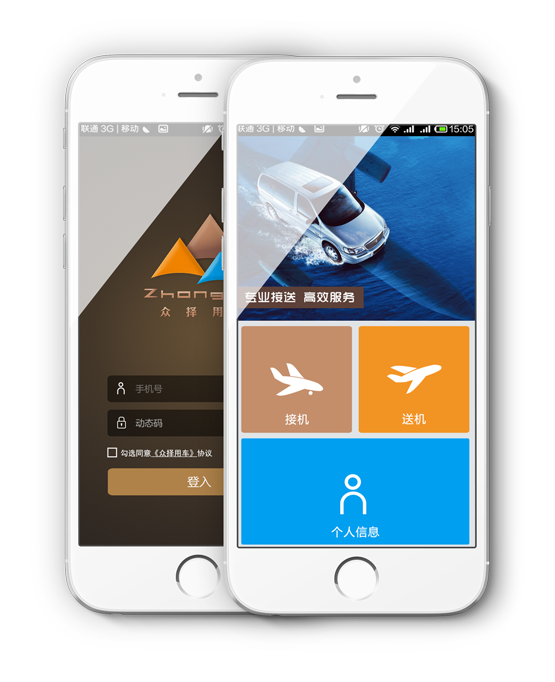 联通 3G | 移动
Zhong
众择用
手机号
动态码
勾选同意《众择用车》协议
登入
联通 3G | 移动 15:05
专业接送 高效服务
接机
送机
个人信息